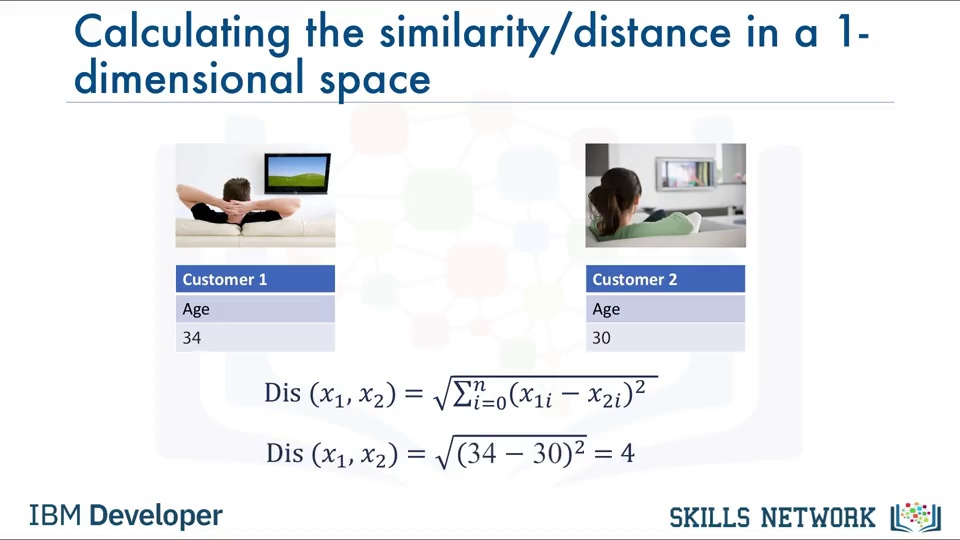 Calculating the similarity/distance in a 1-
dimensional space
Customer 1
Age
34
Customer 2
Age
30
Dis (x₁, x₂) = √∑ⁿᵢ₌₀(x₁ᵢ − x₂ᵢ)²
Dis (x₁, x₂) = √(34 − 30)² = 4
IBM Developer
SKILLS NETWORK